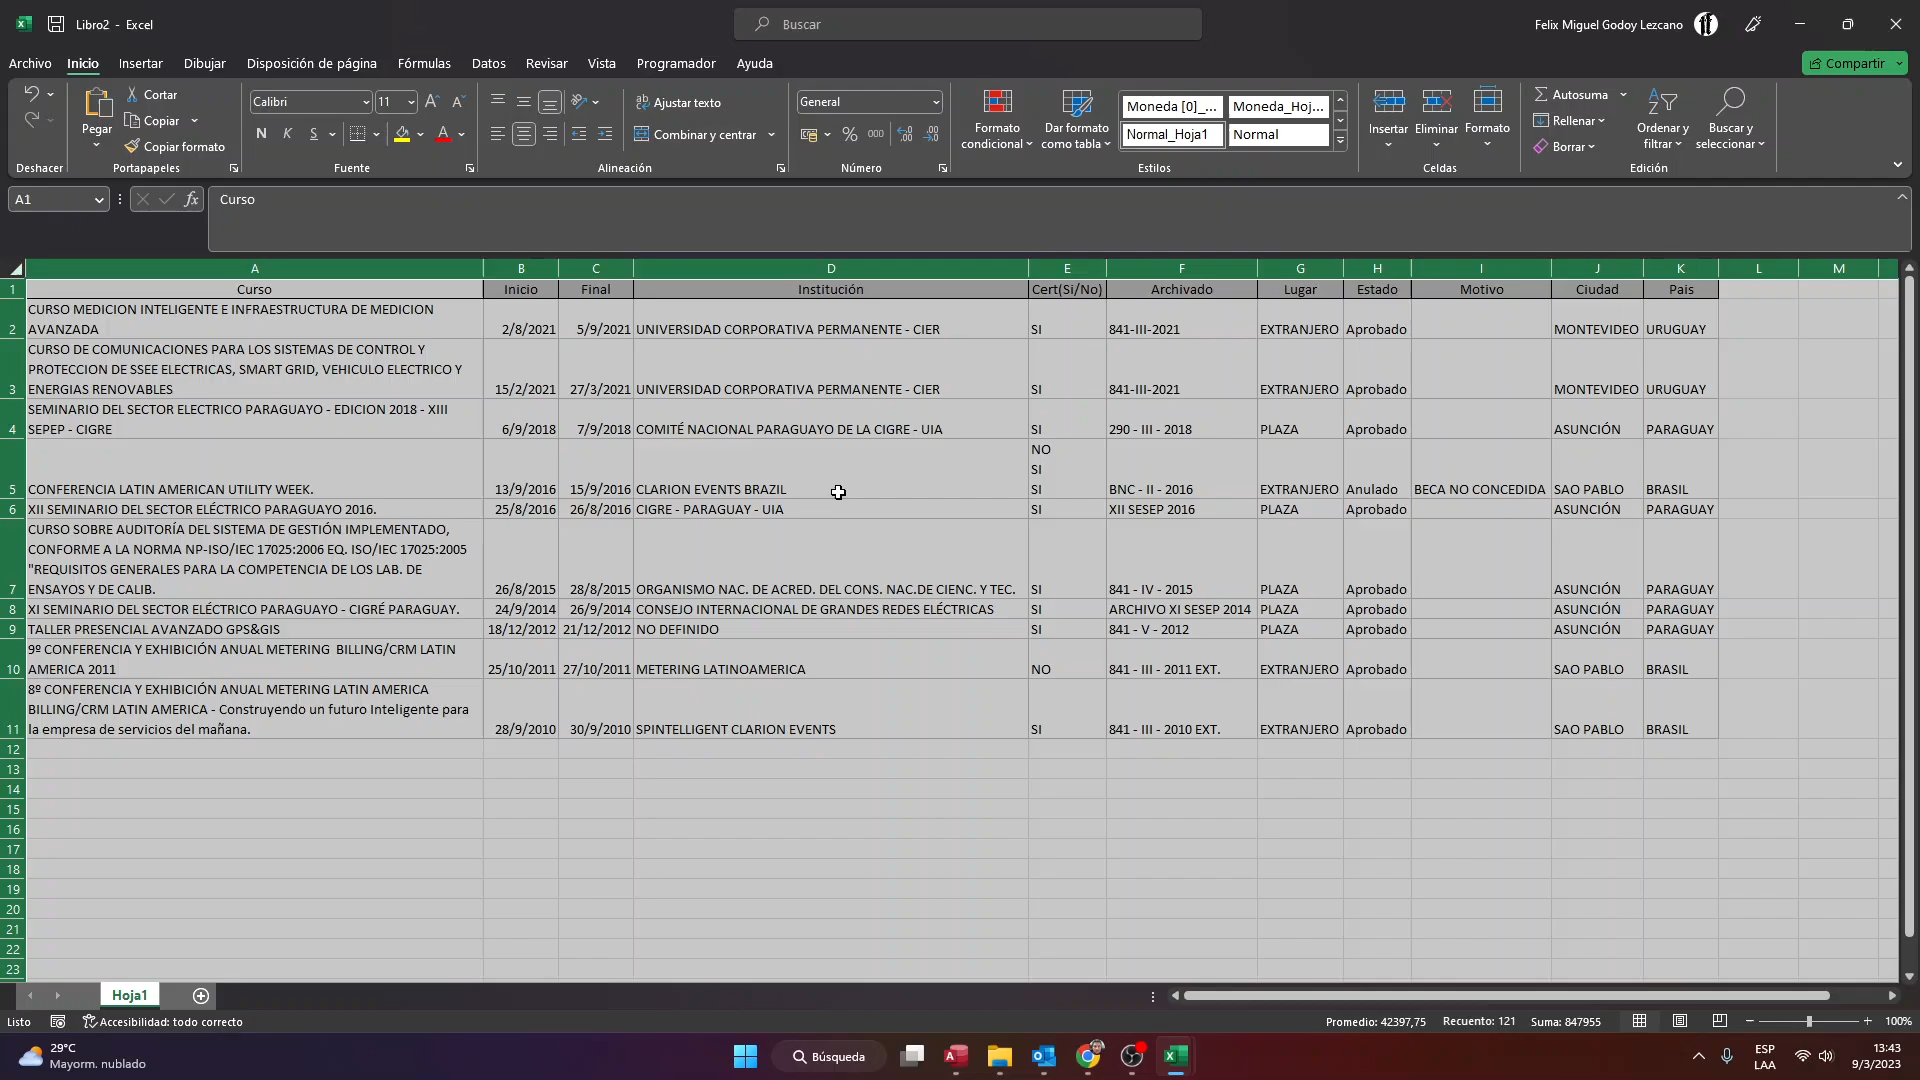 Libro2 - Excel
Buscar
Felix Miguel Godoy Lezcano
Archivo Inicio Insertar Dibujar Disposición de página Fórmulas Datos Revisar Vista Programador Ayuda
Compartir
Pegar
Cortar
Copiar
Copiar formato
Calibri 11
N K S
Ajustar texto
Combinar y centrar
General
% 000
Formato condicional
Dar formato como tabla
Moneda [0]_... Moneda_Hoj...
Normal_Hoja1 Normal
Insertar Eliminar Formato
Autosuma
Rellenar
Borrar
Ordenar y filtrar
Buscar y seleccionar
Deshacer Portapapeles Fuente Alineación Número Estilos Celdas Edición
A1 fx Curso
A B C D E F G H I J K L M
1 Curso Inicio Final Institución Cert(Si/No) Archivado Lugar Estado Motivo Ciudad Pais
CURSO MEDICION INTELIGENTE E INFRAESTRUCTURA DE MEDICION
2 AVANZADA 2/8/2021 5/9/2021 UNIVERSIDAD CORPORATIVA PERMANENTE - CIER SI 841-III-2021 EXTRANJERO Aprobado MONTEVIDEO URUGUAY
CURSO DE COMUNICACIONES PARA LOS SISTEMAS DE CONTROL Y
PROTECCION DE SSEE ELECTRICAS, SMART GRID, VEHICULO ELECTRICO Y
3 ENERGIAS RENOVABLES 15/2/2021 27/3/2021 UNIVERSIDAD CORPORATIVA PERMANENTE - CIER SI 841-III-2021 EXTRANJERO Aprobado MONTEVIDEO URUGUAY
SEMINARIO DEL SECTOR ELECTRICO PARAGUAYO - EDICION 2018 - XIII
4 SEPEP - CIGRE 6/9/2018 7/9/2018 COMITÉ NACIONAL PARAGUAYO DE LA CIGRE - UIA SI 290 - III - 2018 PLAZA Aprobado ASUNCIÓN PARAGUAY
NO
SI
5 CONFERENCIA LATIN AMERICAN UTILITY WEEK. 13/9/2016 15/9/2016 CLARION EVENTS BRAZIL SI BNC - II - 2016 EXTRANJERO Anulado BECA NO CONCEDIDA SAO PABLO BRASIL
6 XII SEMINARIO DEL SECTOR ELÉCTRICO PARAGUAYO 2016. 25/8/2016 26/8/2016 CIGRE - PARAGUAY - UIA SI XII SESEP 2016 PLAZA Aprobado ASUNCIÓN PARAGUAY
CURSO SOBRE AUDITORÍA DEL SISTEMA DE GESTIÓN IMPLEMENTADO,
CONFORME A LA NORMA NP-ISO/IEC 17025:2006 EQ. ISO/IEC 17025:2005
"REQUISITOS GENERALES PARA LA COMPETENCIA DE LOS LAB. DE
7 ENSAYOS Y DE CALIB. 26/8/2015 28/8/2015 ORGANISMO NAC. DE ACRED. DEL CONS. NAC.DE CIENC. Y TEC. SI 841 - IV - 2015 PLAZA Aprobado ASUNCIÓN PARAGUAY
8 XI SEMINARIO DEL SECTOR ELÉCTRICO PARAGUAYO - CIGRÉ PARAGUAY. 24/9/2014 26/9/2014 CONSEJO INTERNACIONAL DE GRANDES REDES ELÉCTRICAS SI ARCHIVO XI SESEP 2014 PLAZA Aprobado ASUNCIÓN PARAGUAY
9 TALLER PRESENCIAL AVANZADO GPS&GIS 18/12/2012 21/12/2012 NO DEFINIDO SI 841 - V - 2012 PLAZA Aprobado ASUNCIÓN PARAGUAY
9º CONFERENCIA Y EXHIBICIÓN ANUAL METERING  BILLING/CRM LATIN
10 AMERICA 2011 25/10/2011 27/10/2011 METERING LATINOAMERICA NO 841 - III - 2011 EXT. EXTRANJERO Aprobado SAO PABLO BRASIL
8º CONFERENCIA Y EXHIBICIÓN ANUAL METERING LATIN AMERICA
BILLING/CRM LATIN AMERICA - Construyendo un futuro Inteligente para
11 la empresa de servicios del mañana. 28/9/2010 30/9/2010 SPINTELLIGENT CLARION EVENTS SI 841 - III - 2010 EXT. EXTRANJERO Aprobado SAO PABLO BRASIL
12
13
14
15
16
17
18
19
20
21
22
23
Hoja1
Listo Accesibilidad: todo correcto Promedio: 42397,75 Recuento: 121 Suma: 847955 100%
29°C
Mayorm. nublado
Búsqueda
ESP
LAA
13:43
9/3/2023